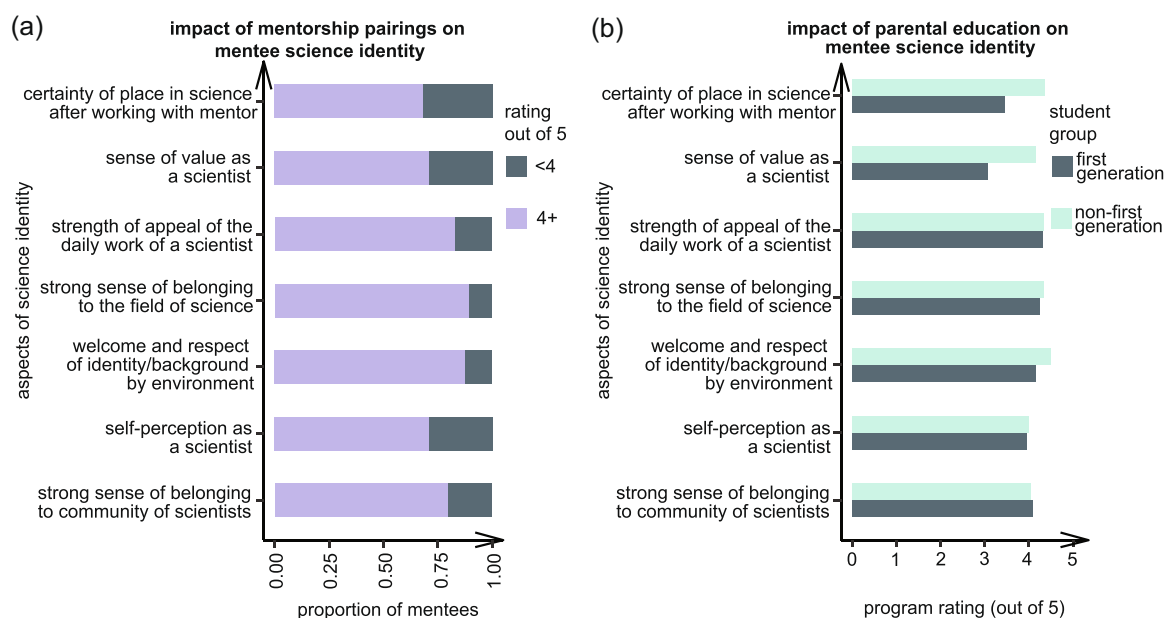 (a)
impact of mentorship pairings on
mentee science identity
aspects of science identity
certainty of place in science
after working with mentor
sense of value as
a scientist
strength of appeal of the
daily work of a scientist
strong sense of belonging
to the field of science
welcome and respect
of identity/background
by environment
self-perception as
a scientist
strong sense of belonging
to community of scientists
0.00 0.25 0.50 0.75 1.00
proportion of mentees
rating
out of 5
<4
4+
(b)
impact of parental education on
mentee science identity
aspects of science identity
certainty of place in science
after working with mentor
sense of value as
a scientist
strength of appeal of the
daily work of a scientist
strong sense of belonging
to the field of science
welcome and respect
of identity/background
by environment
self-perception as
a scientist
strong sense of belonging
to community of scientists
0 1 2 3 4 5
program rating (out of 5)
student
group
first
generation
non-first
generation